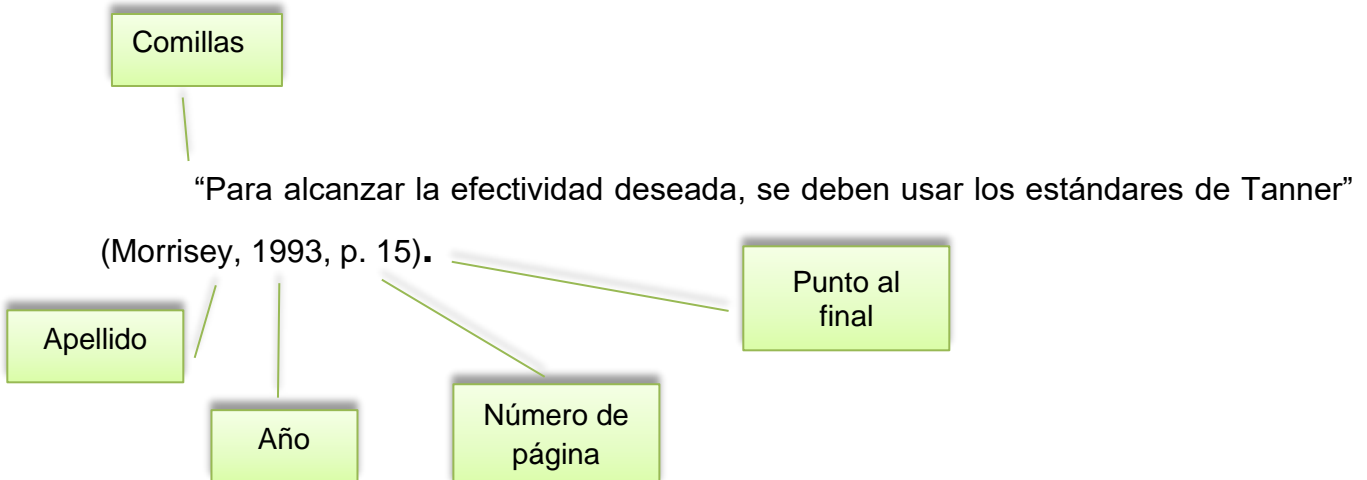 Comillas
“Para alcanzar la efectividad deseada, se deben usar los estándares de Tanner”
(Morrisey, 1993, p. 15).
Punto al
final
Apellido
Año
Número de
página